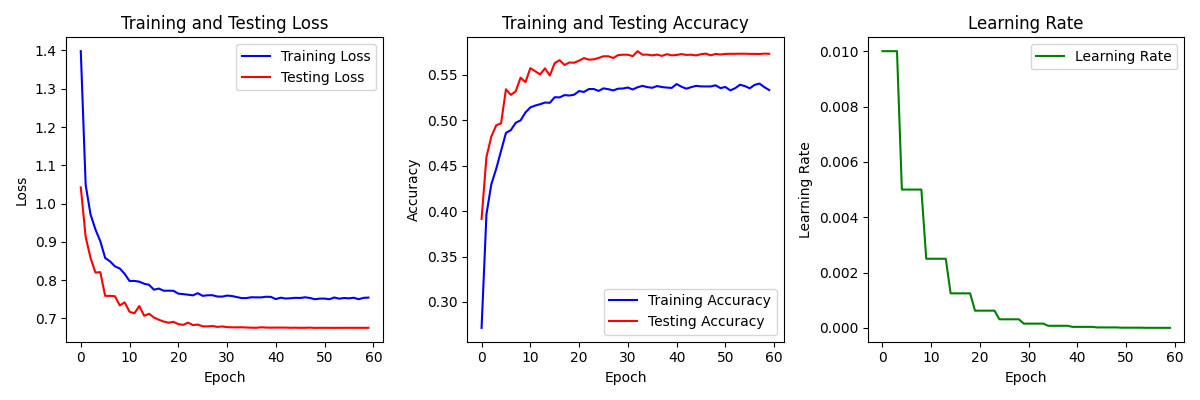 Training and Testing Loss
1.4
1.3
1.2
1.1
1.0
0.9
0.8
0.7
Loss
Training Loss
Testing Loss
0 10 20 30 40 50 60
Epoch
Training and Testing Accuracy
0.55
0.50
0.45
0.40
0.35
0.30
Accuracy
Training Accuracy
Testing Accuracy
0 10 20 30 40 50 60
Epoch
Learning Rate
0.010
0.008
0.006
0.004
0.002
0.000
Learning Rate
Learning Rate
0 10 20 30 40 50 60
Epoch